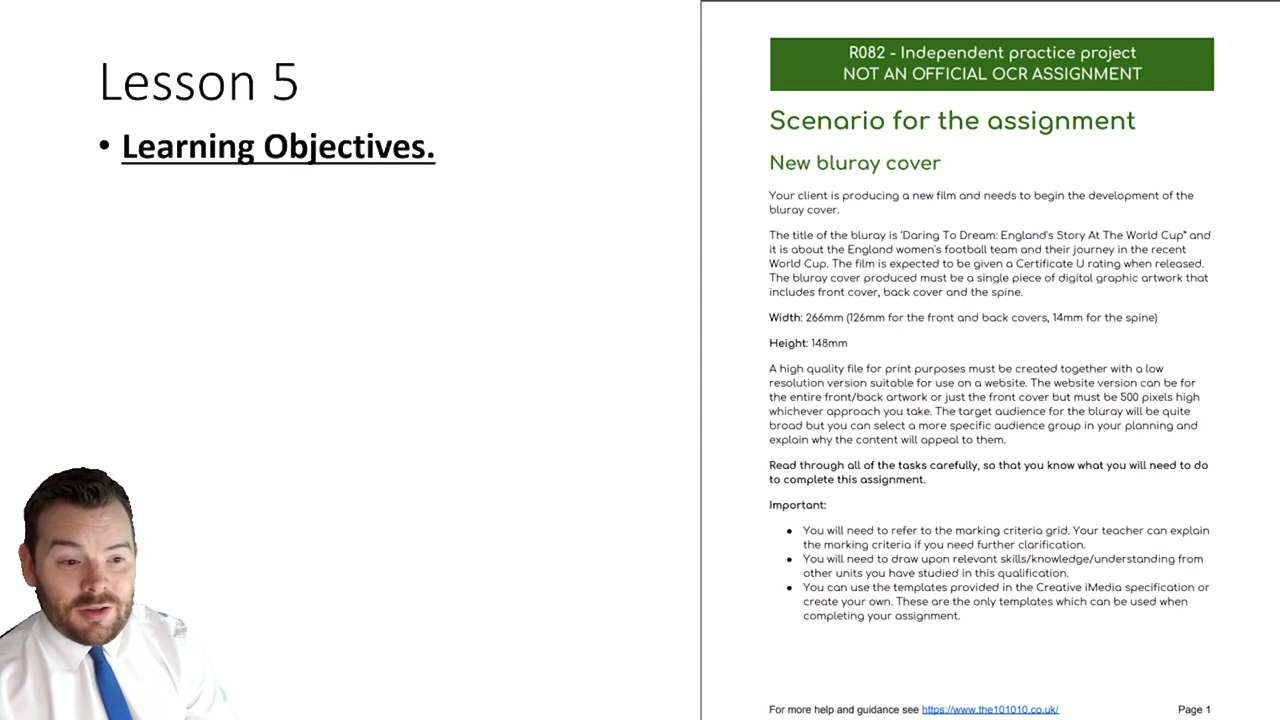 Lesson 5
• Learning Objectives.
R082 - Independent practice project
NOT AN OFFICIAL OCR ASSIGNMENT
Scenario for the assignment
New bluray cover
Your client is producing a new film and needs to begin the development of the
bluray cover.
The title of the bluray is 'Daring To Dream: England's Story At The World Cup" and
it is about the England women's football team and their journey in the recent
World Cup. The film is expected to be given a Certificate U rating when released.
The bluray cover produced must be a single piece of digital graphic artwork that
includes front cover, back cover and the spine.
Width: 266mm (126mm for the front and back covers, 14mm for the spine)
Height: 148mm
A high quality file for print purposes must be created together with a low
resolution version suitable for use on a website. The website version can be for
the entire front/back artwork or just the front cover but must be 500 pixels high
whichever approach you take. The target audience for the bluray will be quite
broad but you can select a more specific audience group in your planning and
explain why the content will appeal to them.
Read through all of the tasks carefully, so that you know what you will need to do
to complete this assignment.
Important:
● You will need to refer to the marking criteria grid. Your teacher can explain
the marking criteria if you need further clarification.
● You will need to draw upon relevant skills/knowledge/understanding from
other units you have studied in this qualification.
● You can use the templates provided in the Creative iMedia specification or
create your own. These are the only templates which can be used when
completing your assignment.
For more help and guidance see https://www.the101010.co.uk/ Page 1